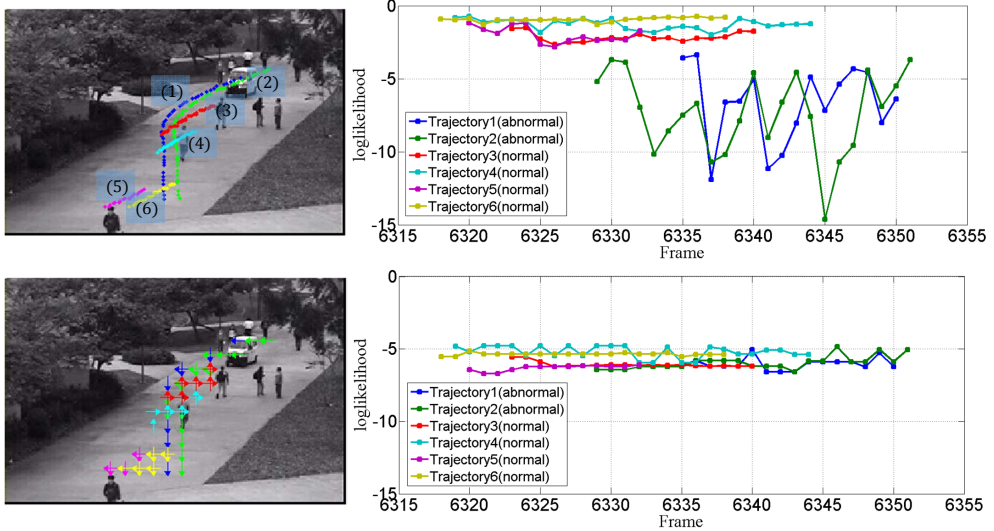 (1)
(2)
(3)
(4)
(5)
(6)
loglikelihood
0
-5
-10
-15
Trajectory1(abnormal)
Trajectory2(abnormal)
Trajectory3(normal)
Trajectory4(normal)
Trajectory5(normal)
Trajectory6(normal)
6315 6320 6325 6330 6335 6340 6345 6350 6355
Frame
loglikelihood
0
-5
-10
-15
Trajectory1(abnormal)
Trajectory2(abnormal)
Trajectory3(normal)
Trajectory4(normal)
Trajectory5(normal)
Trajectory6(normal)
6315 6320 6325 6330 6335 6340 6345 6350 6355
Frame